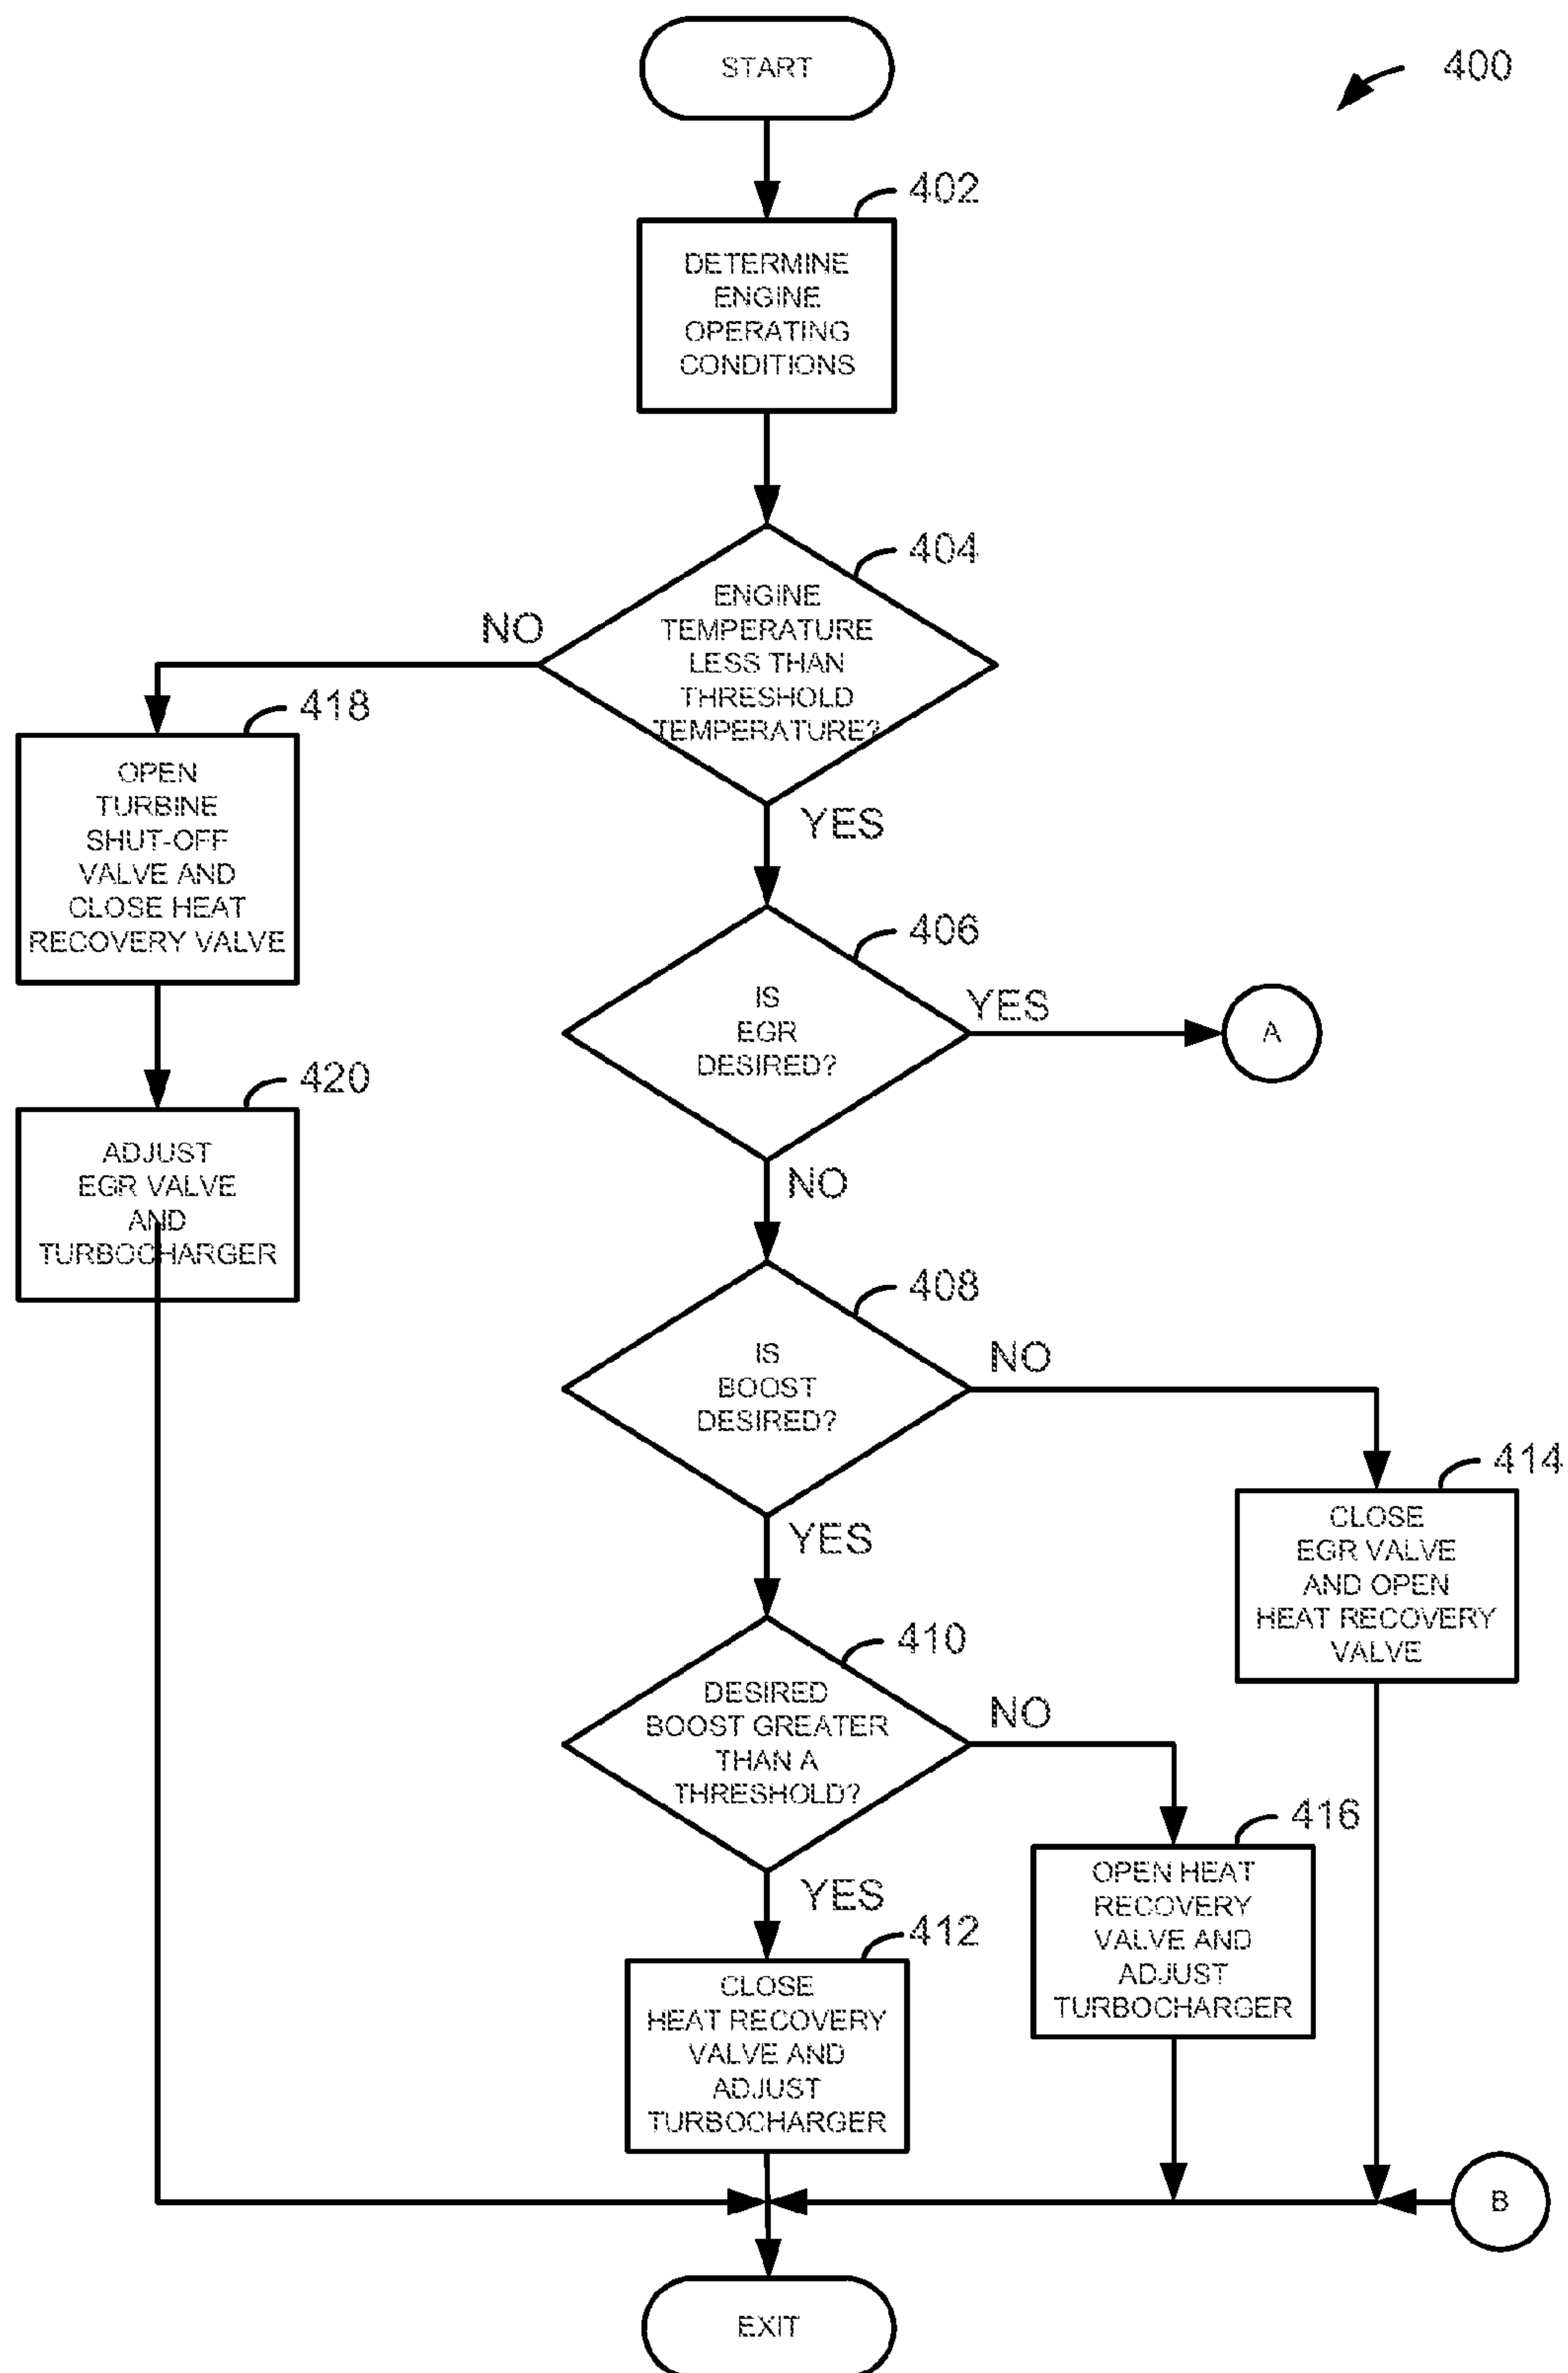 START
400
402
DETERMINE
ENGINE
OPERATING
CONDITIONS
404
ENGINE
TEMPERATURE
LESS THAN
THRESHOLD
TEMPERATURE?
NO
YES
418
OPEN
TURBINE
SHUT-OFF
VALVE AND
CLOSE HEAT
RECOVERY VALVE
406
IS
EGR
DESIRED?
YES
A
NO
420
ADJUST
EGR VALVE
AND
TURBOCHARGER
408
IS
BOOST
DESIRED?
NO
YES
414
CLOSE
EGR VALVE
AND OPEN
HEAT RECOVERY
VALVE
410
DESIRED
BOOST GREATER
THAN A
THRESHOLD?
NO
YES
416
OPEN HEAT
RECOVERY
VALVE AND
ADJUST
TURBOCHARGER
412
CLOSE
HEAT RECOVERY
VALVE AND
ADJUST
TURBOCHARGER
B
EXIT